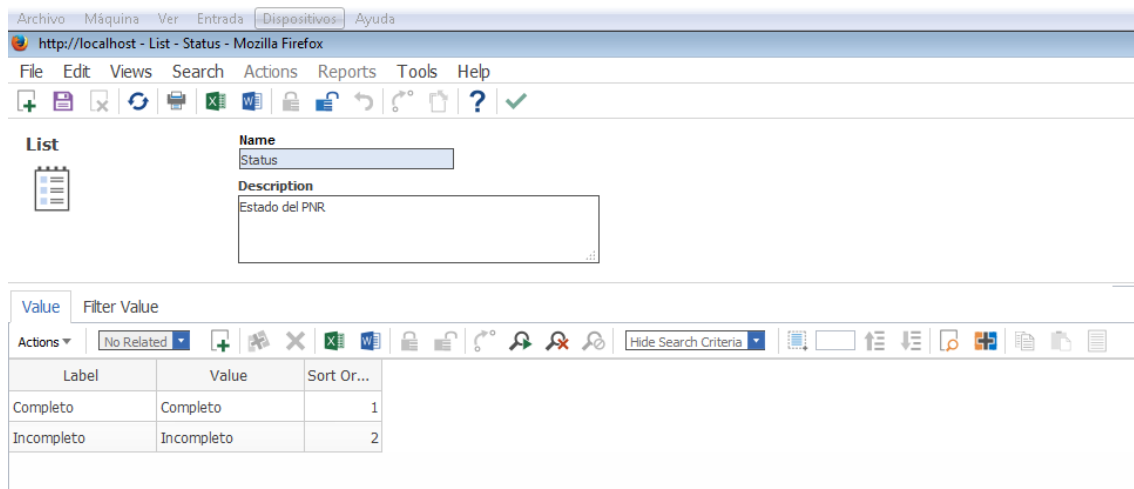 Archivo Máquina Ver Entrada Dispositivos Ayuda
http://localhost - List - Status - Mozilla Firefox
File Edit Views Search Actions Reports Tools Help
List
Name
Status
Description
Estado del PNR
Value Filter Value
Actions No Related Hide Search Criteria
Label Value Sort Or...
Completo Completo 1
Incompleto Incompleto 2